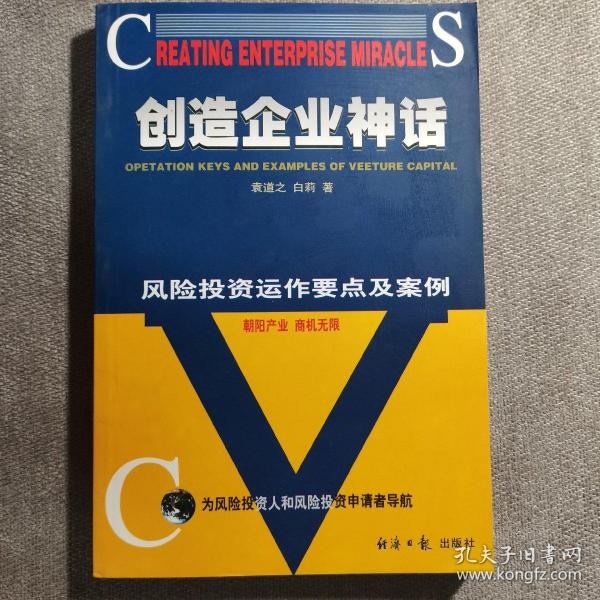 CREATING ENTERPRISE MIRACLES
创造企业神话
OPETATION KEYS AND EXAMPLES OF VEETURE CAPITAL
袁道之 白莉 著
风险投资运作要点及案例
朝阳产业 商机无限
V
C
为风险投资人和风险投资申请者导航
经济日报 出版社
孔夫子旧书网
www.kongfz.com